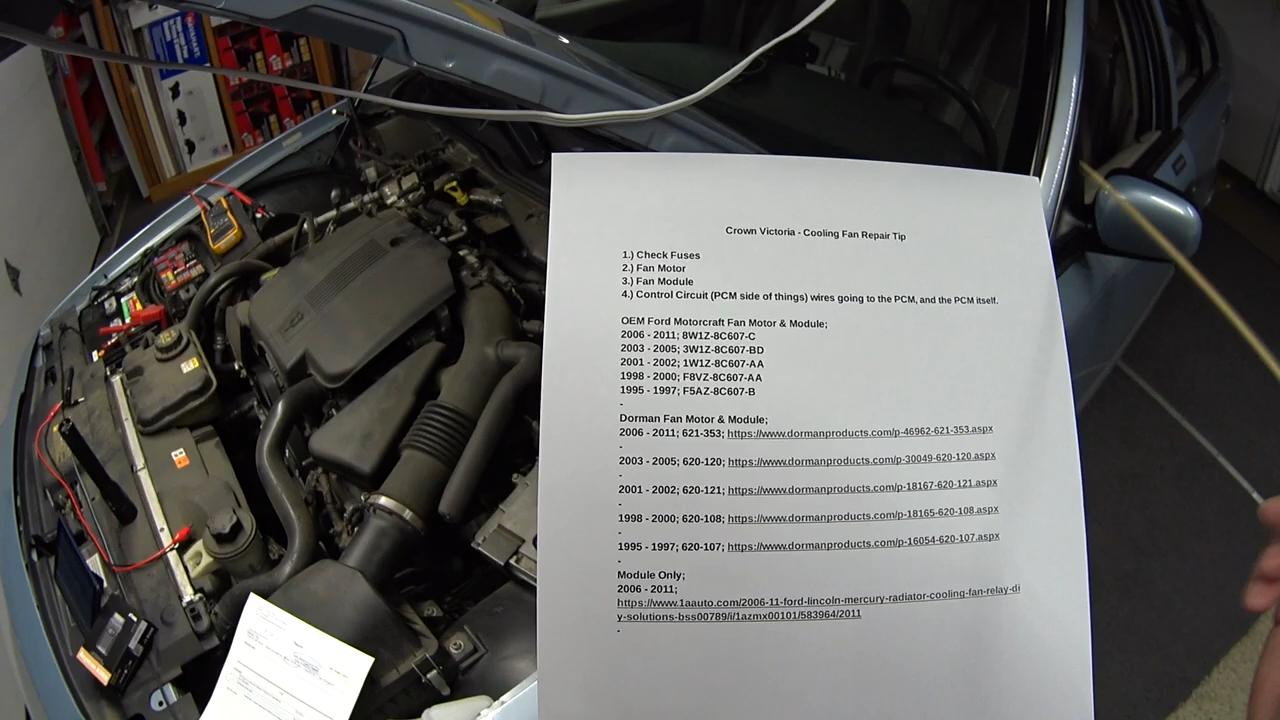 Crown Victoria - Cooling Fan Repair Tip
1.) Check Fuses
2.) Fan Motor
3.) Fan Module
4.) Control Circuit (PCM side of things) wires going to the PCM, and the PCM itself.
OEM Ford Motorcraft Fan Motor & Module;
2006 - 2011; 8W1Z-8C607-C
2003 - 2005; 3W1Z-8C607-BD
2001 - 2002; 1W1Z-8C607-AA
1998 - 2000; F8VZ-8C607-AA
1995 - 1997; F5AZ-8C607-B
-
Dorman Fan Motor & Module;
2006 - 2011; 621-353; https://www.dormanproducts.com/p-46962-621-353.aspx
-
2003 - 2005; 620-120; https://www.dormanproducts.com/p-30049-620-120.aspx
-
2001 - 2002; 620-121; https://www.dormanproducts.com/p-18167-620-121.aspx
-
1998 - 2000; 620-108; https://www.dormanproducts.com/p-18165-620-108.aspx
-
1995 - 1997; 620-107; https://www.dormanproducts.com/p-16054-620-107.aspx
-
Module Only;
2006 - 2011;
https://www.1aauto.com/2006-11-ford-lincoln-mercury-radiator-cooling-fan-relay-di
y-solutions-bss00789/i/1azmx00101/583964/2011
-